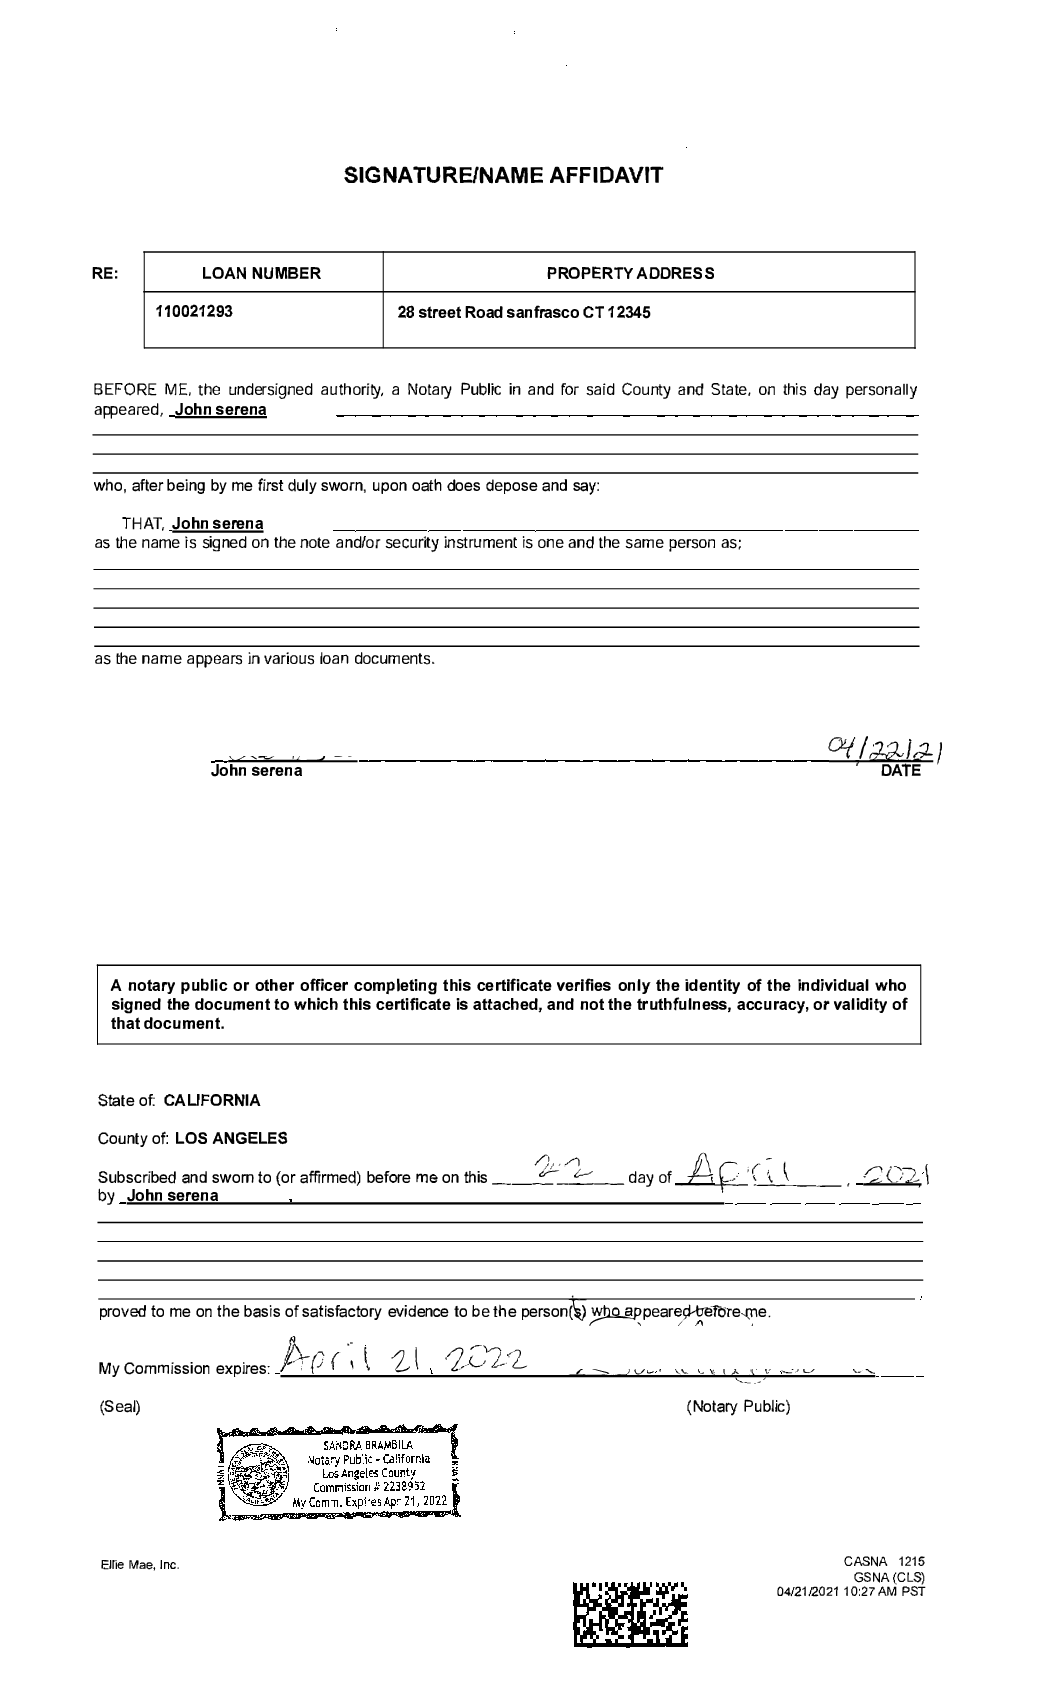 SIGNATURE/NAME AFFIDAVIT
RE:
LOAN NUMBER
PROPERTY ADDRESS
110021293
28 street Road sanfrasco CT 12345
BEFORE ME, the undersigned authority, a Notary Public in and for said County and State, on this day personally
appeared, John serena
who, after being by me first duly sworn, upon oath does depose and say:
THAT, John serena
as the name is signed on the note and/or security instrument is one and the same person as;
as the name appears in various loan documents.
04/22/21
John serena DATE
A notary public or other officer completing this certificate verifies only the identity of the individual who
signed the document to which this certificate is attached, and not the truthfulness, accuracy, or validity of
that document.
State of: CALIFORNIA
County of: LOS ANGELES
Subscribed and sworn to (or affirmed) before me on this 22 day of April , 2021
by John serena ,
proved to me on the basis of satisfactory evidence to be the person(s) who appeared before me.
My Commission expires: April 21, 2022
(Seal) (Notary Public)
SANDRA BRAMBILA
Notary Public - California
Los Angeles County
Commission # 2238952
My Comm. Expires Apr 21, 2022
Ellie Mae, Inc.
CASNA 1215
GSNA (CLS)
04/21/2021 10:27 AM PST